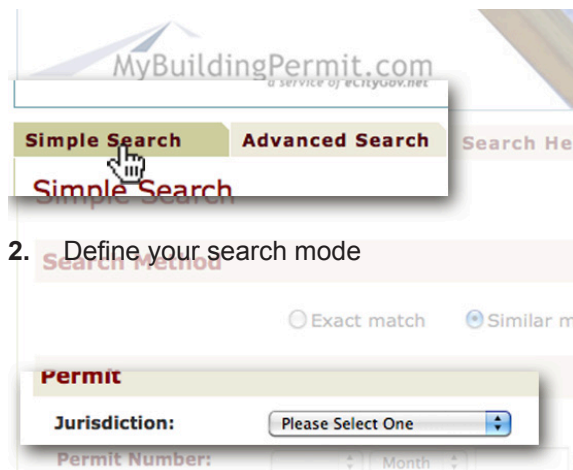 MyBuildingPermit.com
a service of eCityGov.net
Simple Search Advanced Search Search He
Simple Search
2. Define your search mode
Search Method
Exact match Similar m
Permit
Jurisdiction: Please Select One
Permit Number: Month